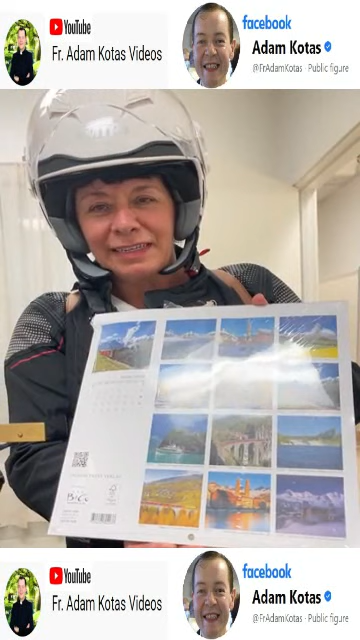 YouTube
Fr. Adam Kotas Videos
facebook
Adam Kotas
@FrAdamKotas · Public figure
YouTube
Fr. Adam Kotas Videos
facebook
Adam Kotas
@FrAdamKotas · Public figure